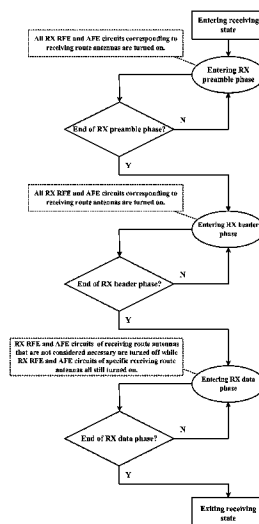 Entering receiving
state
All RX RFE and AFE circuits corresponding to
receiving route antennas are turned on.
Entering RX
preamble phase
End of RX preamble phase?
N
Y
All RX RFE and AFE circuits corresponding to
receiving route antennas are turned on.
Entering RX header
phase
End of RX header phase?
N
Y
RX RFE and AFE circuits of receiving route antennas
that are not considered necessary are turned off while
RX RFE and AFE circuits of specific receiving route
antennas all still turned on.
Entering RX data
phase
End of RX data phase?
N
Y
Exiting receiving
state